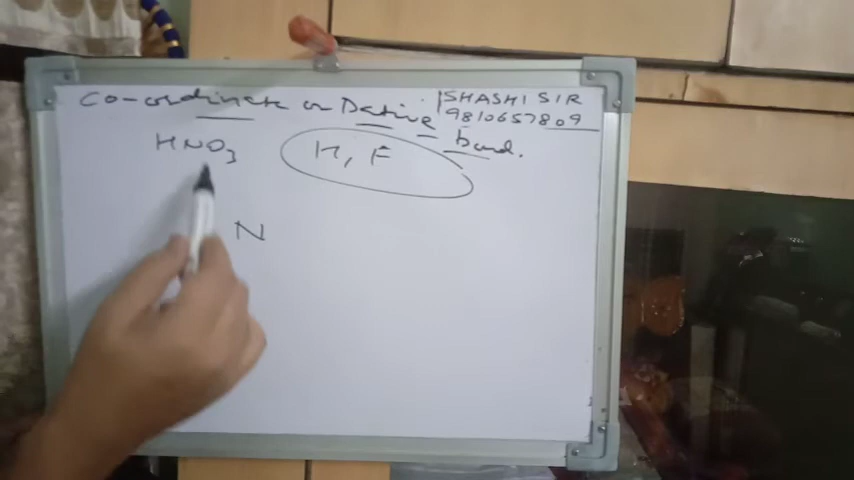 Co-ordinate or Dative bond.
SHASHI SIR
9810657809
HNO3
H, F
N